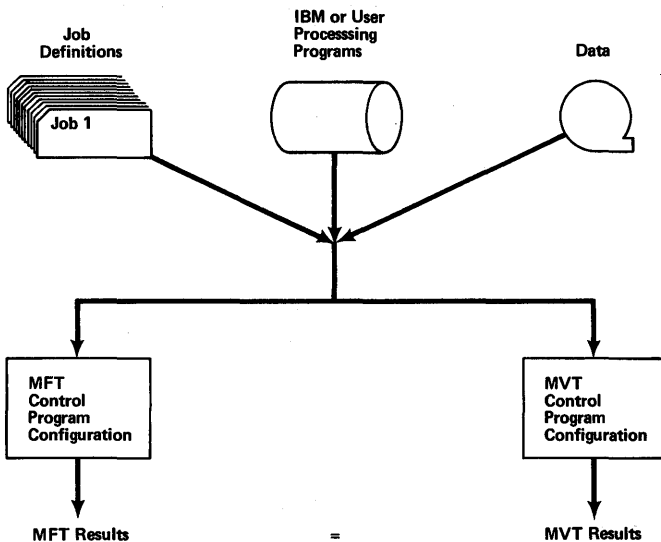 Job
Definitions
IBM or User
Processsing
Programs
Data
Job 1
MFT
Control
Program
Configuration
MVT
Control
Program
Configuration
MFT Results
=
MVT Results